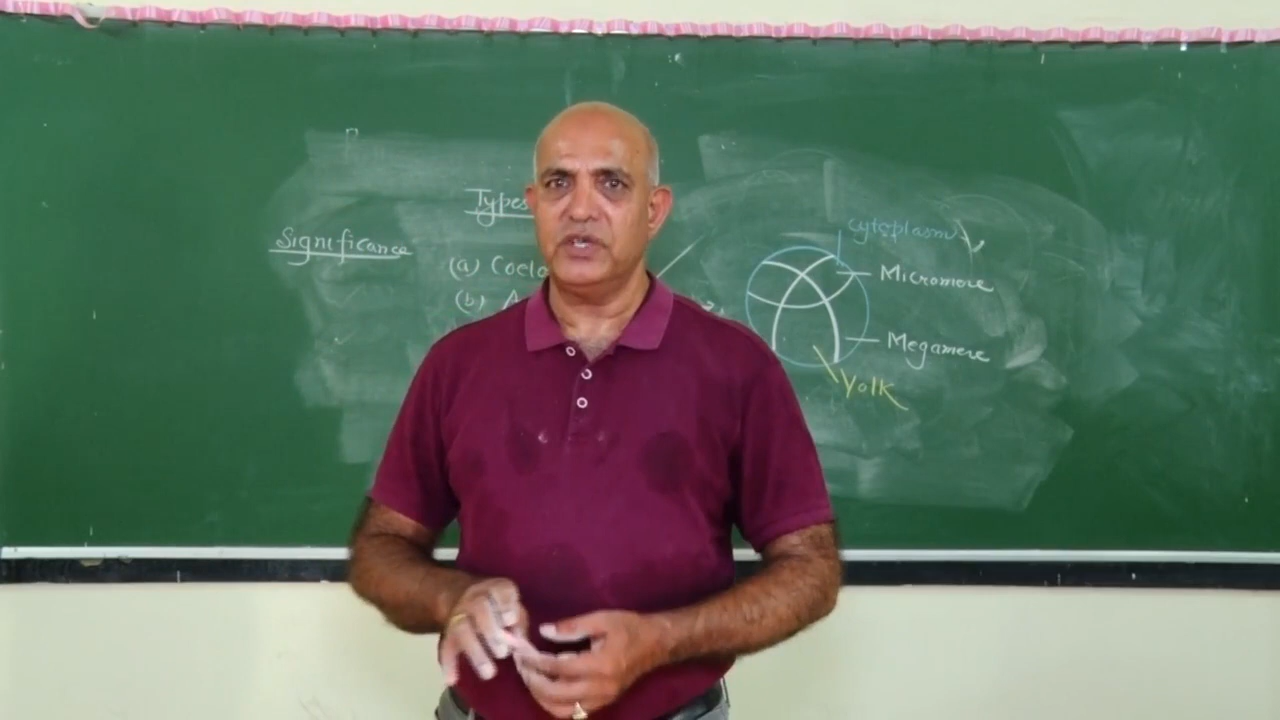 Types
Significance
(a) Coelo
(b) A
Cytoplasm
Micromere
Megamere
Yolk